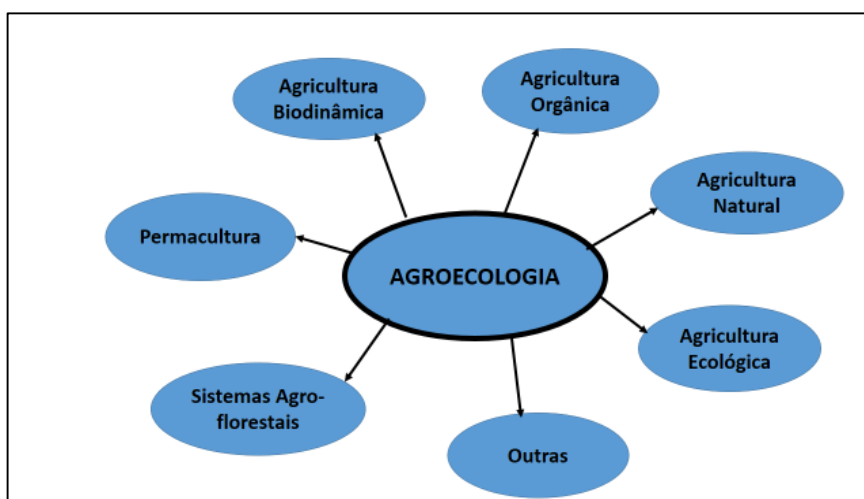 Agricultura
Biodinâmica
Agricultura
Orgânica
Agricultura
Natural
Permacultura
AGROECOLOGIA
Agricultura
Ecológica
Sistemas Agro-
florestais
Outras